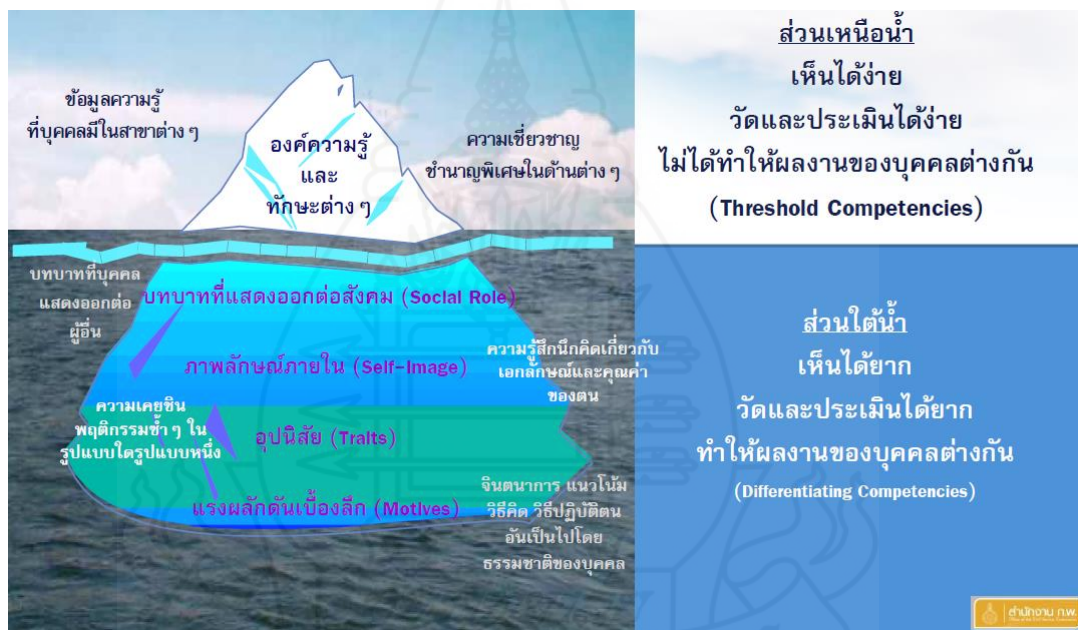 ข้อมูลความรู้
ที่บุคคลมีในสาขาต่าง ๆ
องค์ความรู้
และ
ทักษะต่าง ๆ
ความเชี่ยวชาญ
ชำนาญพิเศษในด้านต่าง ๆ
บทบาทที่บุคคล
แสดงออกต่อ
ผู้อื่น
บทบาทที่แสดงออกต่อสังคม (Social Role)
ภาพลักษณ์ภายใน (Self-Image)
ความรู้สึกนึกคิดเกี่ยวกับ
เอกลักษณ์และคุณค่า
ของตน
ความเคยชิน
พฤติกรรมซ้ำ ๆ ใน
รูปแบบใดรูปแบบหนึ่ง
อุปนิสัย (Traits)
แรงผลักดันเบื้องลึก (Motives)
จินตนาการ แนวโน้ม
วิธีคิด วิธีปฏิบัติตน
อันเป็นไปโดย
ธรรมชาติของบุคคล
ส่วนเหนือน้ำ
เห็นได้ง่าย
วัดและประเมินได้ง่าย
ไม่ได้ทำให้ผลงานของบุคคลต่างกัน
(Threshold Competencies)
ส่วนใต้น้ำ
เห็นได้ยาก
วัดและประเมินได้ยาก
ทำให้ผลงานของบุคคลต่างกัน
(Differentiating Competencies)
สำนักงาน ก.พ.